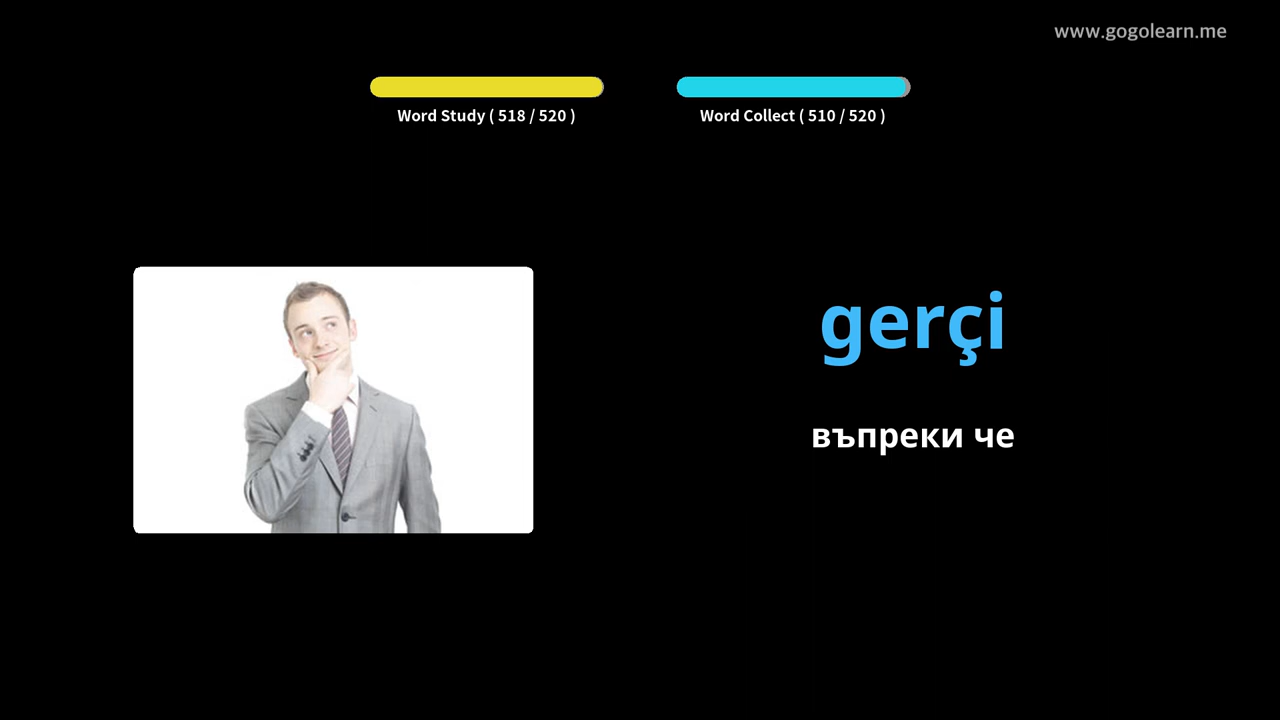 www.gogolearn.me
Word Study ( 518 / 520 )
Word Collect ( 510 / 520 )
gerçi
въпреки че